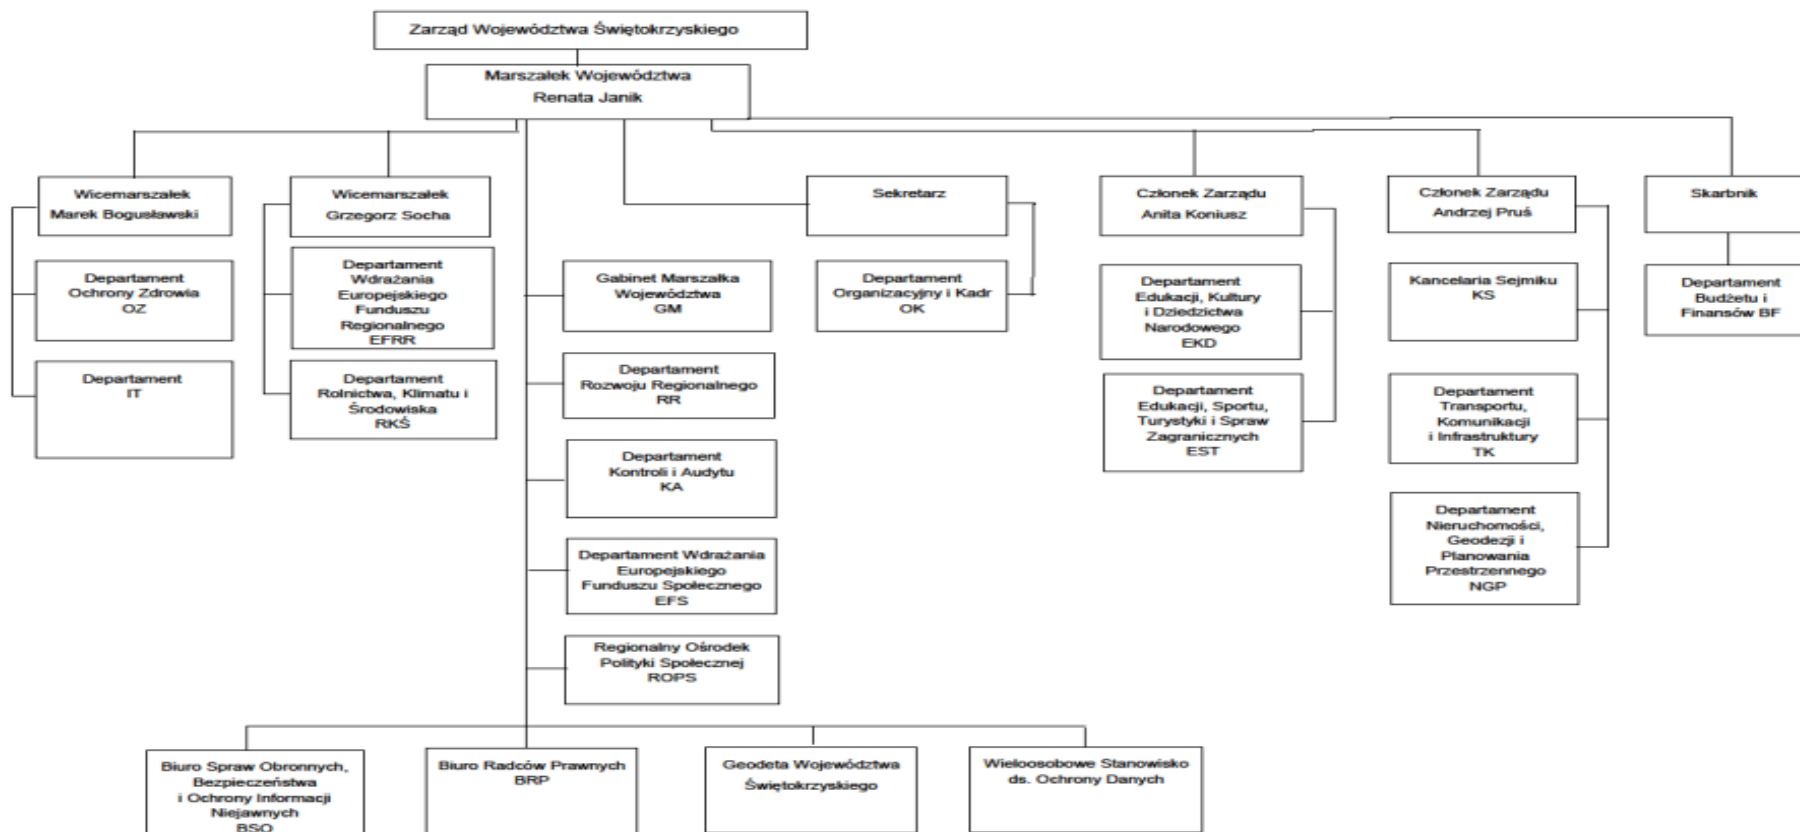 Zarząd Województwa Świętokrzyskiego
Marszałek Województwa
Renata Janik
Wicemarszałek
Marek Bogusławski
Wicemarszałek
Grzegorz Socha
Sekretarz
Członek Zarządu
Anita Koniusz
Członek Zarządu
Andrzej Pruś
Skarbnik
Departament
Ochrony Zdrowia
OZ
Departament
IT
Departament
Wdrażania
Europejskiego
Funduszu
Regionalnego
EFRR
Departament
Rolnictwa, Klimatu i
Środowiska
RKŚ
Gabinet Marszałka
Województwa
GM
Departament
Rozwoju Regionalnego
RR
Departament
Kontroli i Audytu
KA
Departament Wdrażania
Europejskiego
Funduszu Społecznego
EFS
Regionalny Ośrodek
Polityki Społecznej
ROPS
Departament
Organizacyjny i Kadr
OK
Departament
Edukacji, Kultury
i Dziedzictwa
Narodowego
EKD
Departament
Edukacji, Sportu,
Turystyki i Spraw
Zagranicznych
EST
Kancelaria Sejmiku
KS
Departament
Transportu,
Komunikacji
i Infrastruktury
TK
Departament
Nieruchomości,
Geodezji i
Planowania
Przestrzennego
NGP
Departament
Budżetu i
Finansów BF
Biuro Spraw Obronnych,
Bezpieczeństwa
i Ochrony Informacji
Niejawnych
BSO
Biuro Radców Prawnych
BRP
Geodeta Województwa
Świętokrzyskiego
Wieloosobowe Stanowisko
ds. Ochrony Danych